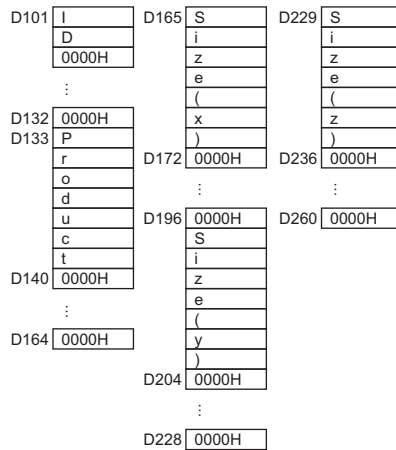 D101 I
D
0000H
⋮
D132 0000H
D133 P
r
o
d
u
c
t
D140 0000H
⋮
D164 0000H
D165 S
i
z
e
(
x
)
D172 0000H
⋮
D196 0000H
S
i
z
e
(
y
)
D204 0000H
⋮
D228 0000H
D229 S
i
z
e
(
z
)
D236 0000H
⋮
D260 0000H